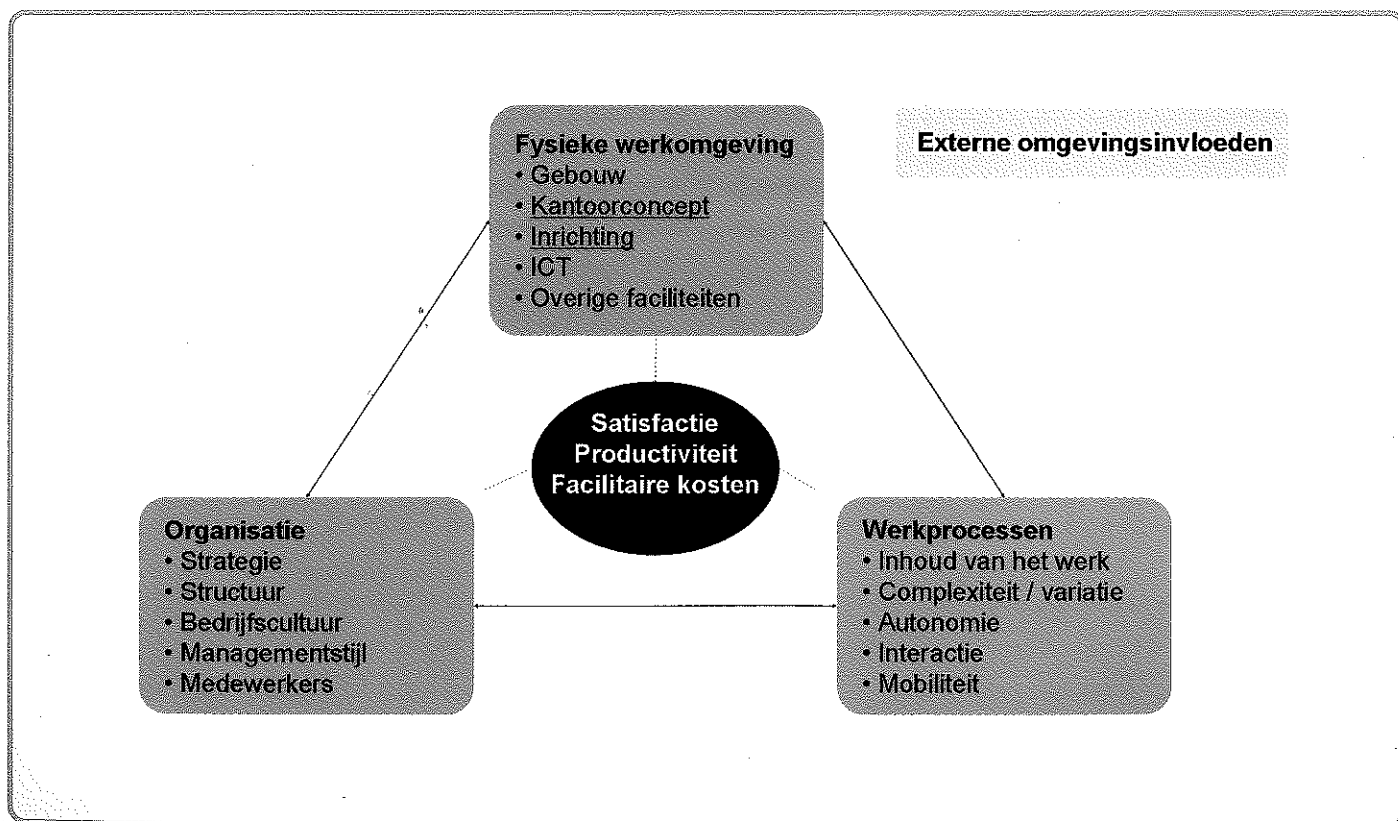 Fysieke werkomgeving
• Gebouw
• Kantoorconcept
• Inrichting
• ICT
• Overige faciliteiten
Externe omgevingsinvloeden
Satisfactie
Productiviteit
Facilitaire kosten
Organisatie
• Strategie
• Structuur
• Bedrijfscultuur
• Managementstijl
• Medewerkers
Werkprocessen
• Inhoud van het werk
• Complexiteit / variatie
• Autonomie
• Interactie
• Mobiliteit